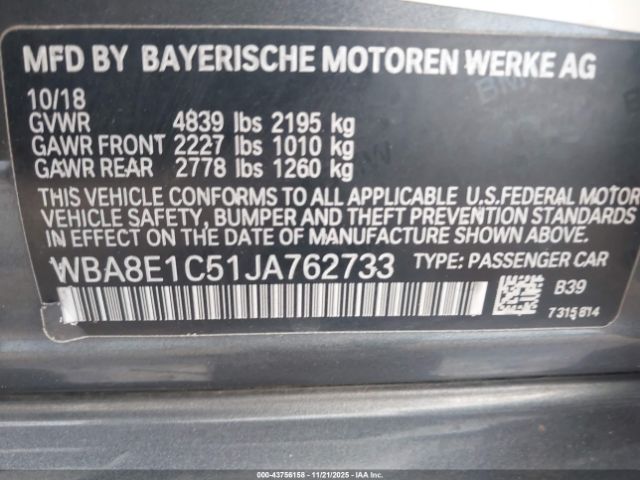 MFD BY BAYERISCHE MOTOREN WERKE AG
10/18
GVWR 4839 lbs 2195 kg
GAWR FRONT 2227 lbs 1010 kg
GAWR REAR 2778 lbs 1260 kg
THIS VEHICLE CONFORMS TO ALL APPLICABLE U.S.FEDERAL MOTOR
VEHICLE SAFETY, BUMPER AND THEFT PREVENTION STANDARDS
IN EFFECT ON THE DATE OF MANUFACTURE SHOWN ABOVE.
WBA8E1C51JA762733 TYPE: PASSENGER CAR
B39
7315614
000-43756158 - 11/21/2025 - COPYRIGHT IAA, LLC.